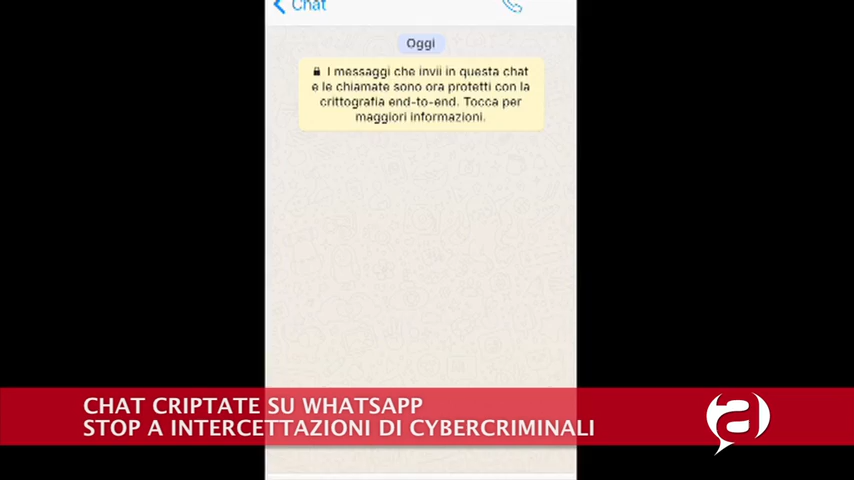 Chat
Oggi
I messaggi che invii in questa chat
e le chiamate sono ora protetti con la
crittografia end-to-end. Tocca per
maggiori informazioni.
CHAT CRIPTATE SU WHATSAPP
STOP A INTERCETTAZIONI DI CYBERCRIMINALI
a